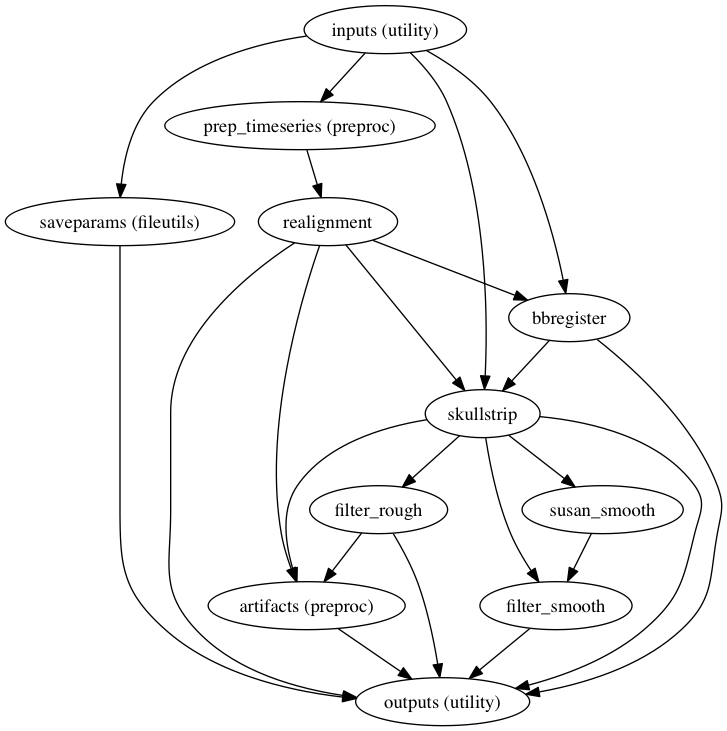 inputs (utility)
prep_timeseries (preproc)
saveparams (fileutils)
realignment
bbregister
skullstrip
filter_rough
susan_smooth
artifacts (preproc)
filter_smooth
outputs (utility)